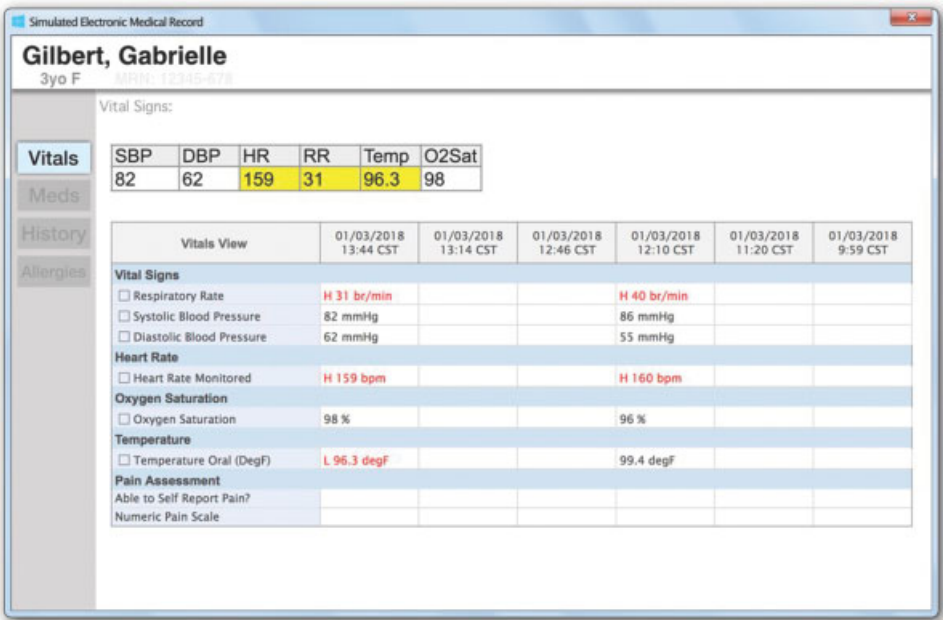 Simulated Electronic Medical Record
Gilbert, Gabrielle
3yo F MRN: 12345-678
Vital Signs:
Vitals
Meds
History
Allergies
SBP DBP HR RR Temp O2Sat
82 62 159 31 96.3 98
Vitals View 01/03/2018 13:44 CST 01/03/2018 13:14 CST 01/03/2018 12:46 CST 01/03/2018 12:10 CST 01/03/2018 11:20 CST 01/03/2018 9:59 CST
Vital Signs
Respiratory Rate H 31 br/min H 40 br/min
Systolic Blood Pressure 82 mmHg 86 mmHg
Diastolic Blood Pressure 62 mmHg 55 mmHg
Heart Rate
Heart Rate Monitored H 159 bpm H 160 bpm
Oxygen Saturation
Oxygen Saturation 98 % 96 %
Temperature
Temperature Oral (DegF) L 96.3 degF 99.4 degF
Pain Assessment
Able to Self Report Pain?
Numeric Pain Scale